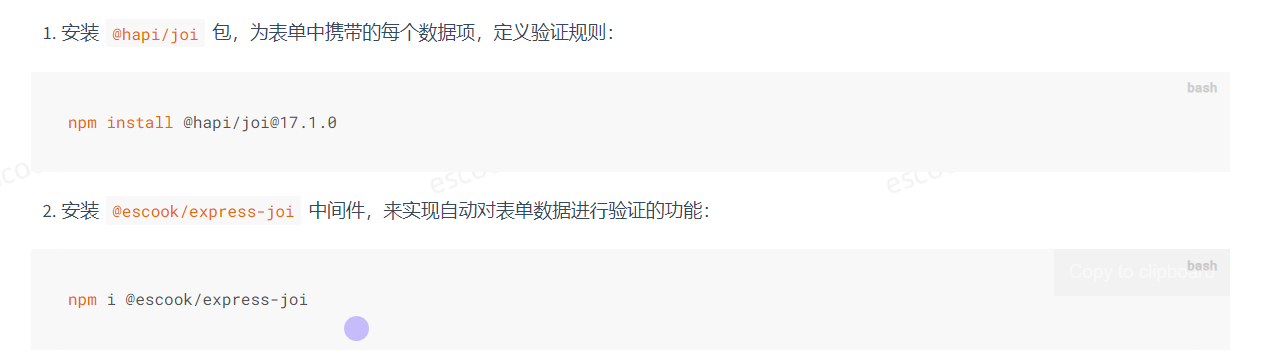 1. 安装 @hapi/joi 包，为表单中携带的每个数据项，定义验证规则：
bash
npm install @hapi/joi@17.1.0
escook
2. 安装 @escook/express-joi 中间件，来实现自动对表单数据进行验证的功能：
Copy to clipboard
bash
npm i @escook/express-joi